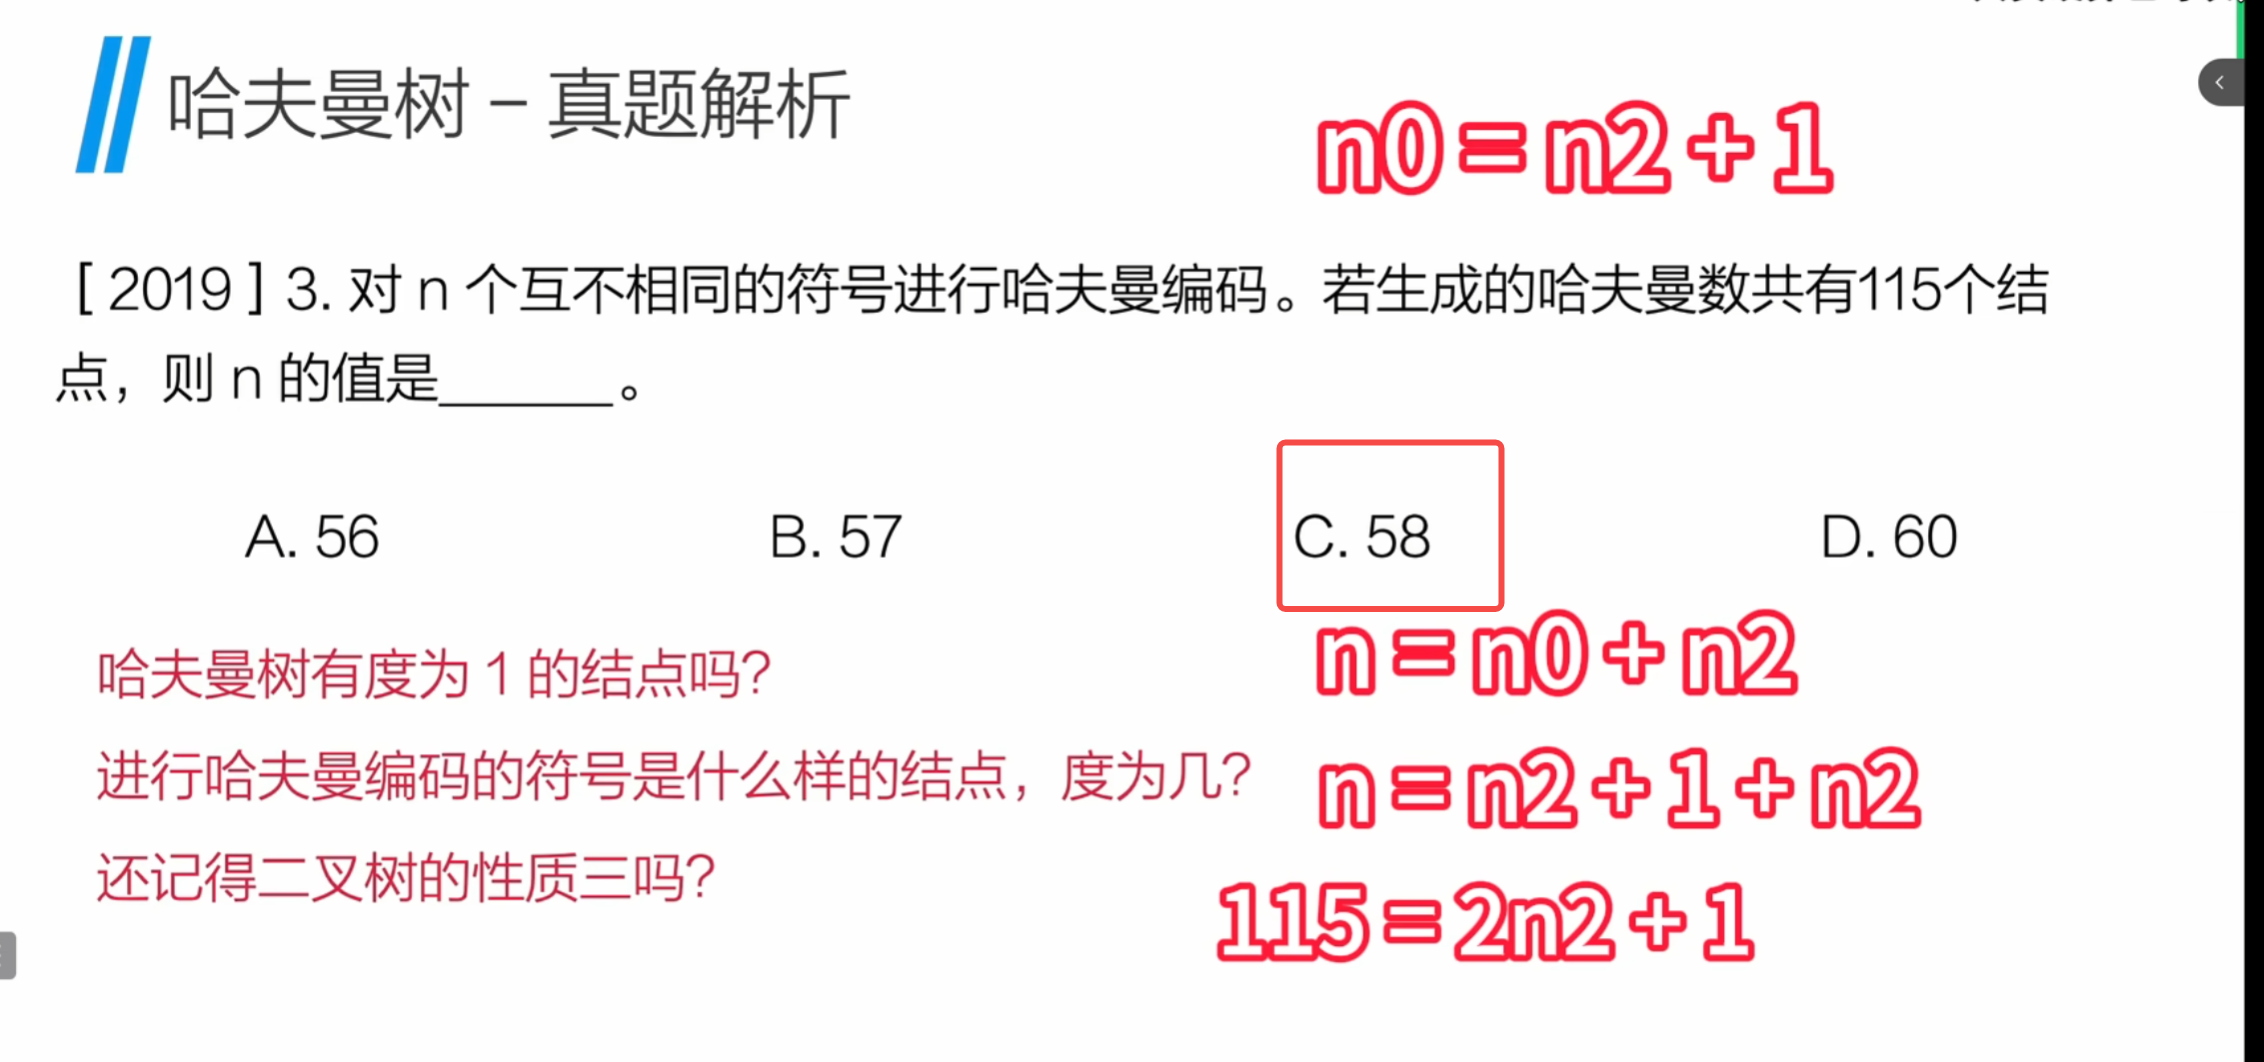 哈夫曼树 – 真题解析
n0=n2+1
[ 2019 ] 3. 对 n 个互不相同的符号进行哈夫曼编码。若生成的哈夫曼数共有115个结
点，则 n 的值是______。
A. 56 B. 57 C. 58 D. 60
哈夫曼树有度为 1 的结点吗？
n=n0+n2
进行哈夫曼编码的符号是什么样的结点，度为几？
n=n2+1+n2
还记得二叉树的性质三吗？
115=2n2+1